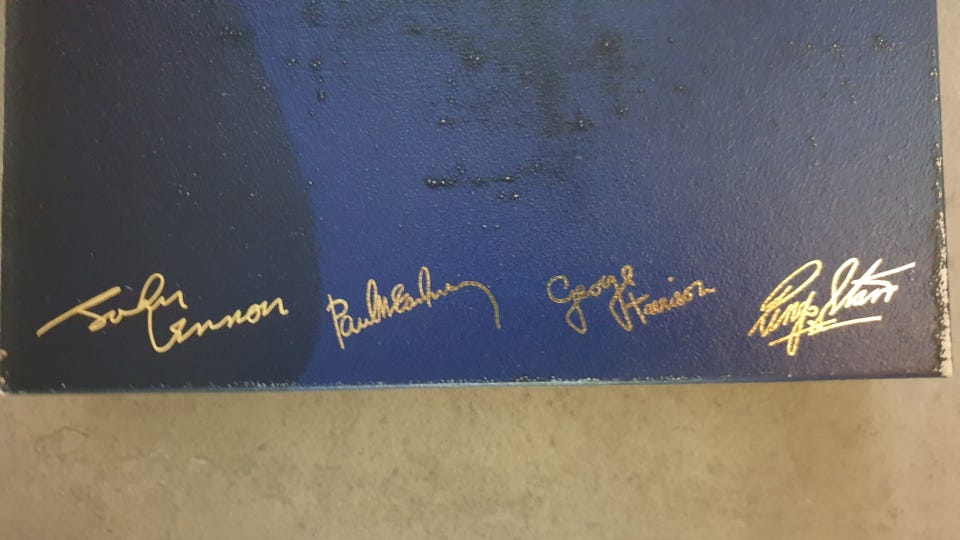 John Lennon
Paul McCartney
George Harrison
Ringo Starr